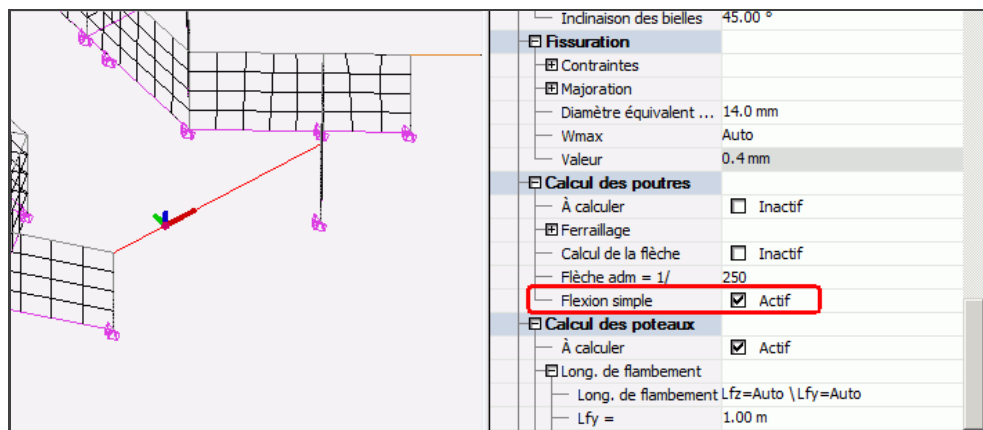 Inclinaison des bielles 45.00 °
Fissuration
Contraintes
Majoration
Diamètre équivalent ... 14.0 mm
Wmax Auto
Valeur 0.4 mm
Calcul des poutres
À calculer Inactif
Ferraillage
Calcul de la flèche Inactif
Flèche adm = 1/ 250
Flexion simple Actif
Calcul des poteaux
À calculer Actif
Long. de flambement
Long. de flambement Lfz=Auto \Lfy=Auto
Lfy = 1.00 m